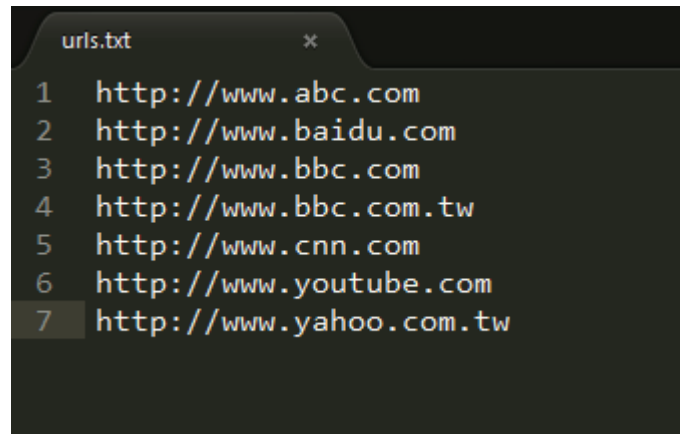 urls.txt ×
1 http://www.abc.com
2 http://www.baidu.com
3 http://www.bbc.com
4 http://www.bbc.com.tw
5 http://www.cnn.com
6 http://www.youtube.com
7 http://www.yahoo.com.tw